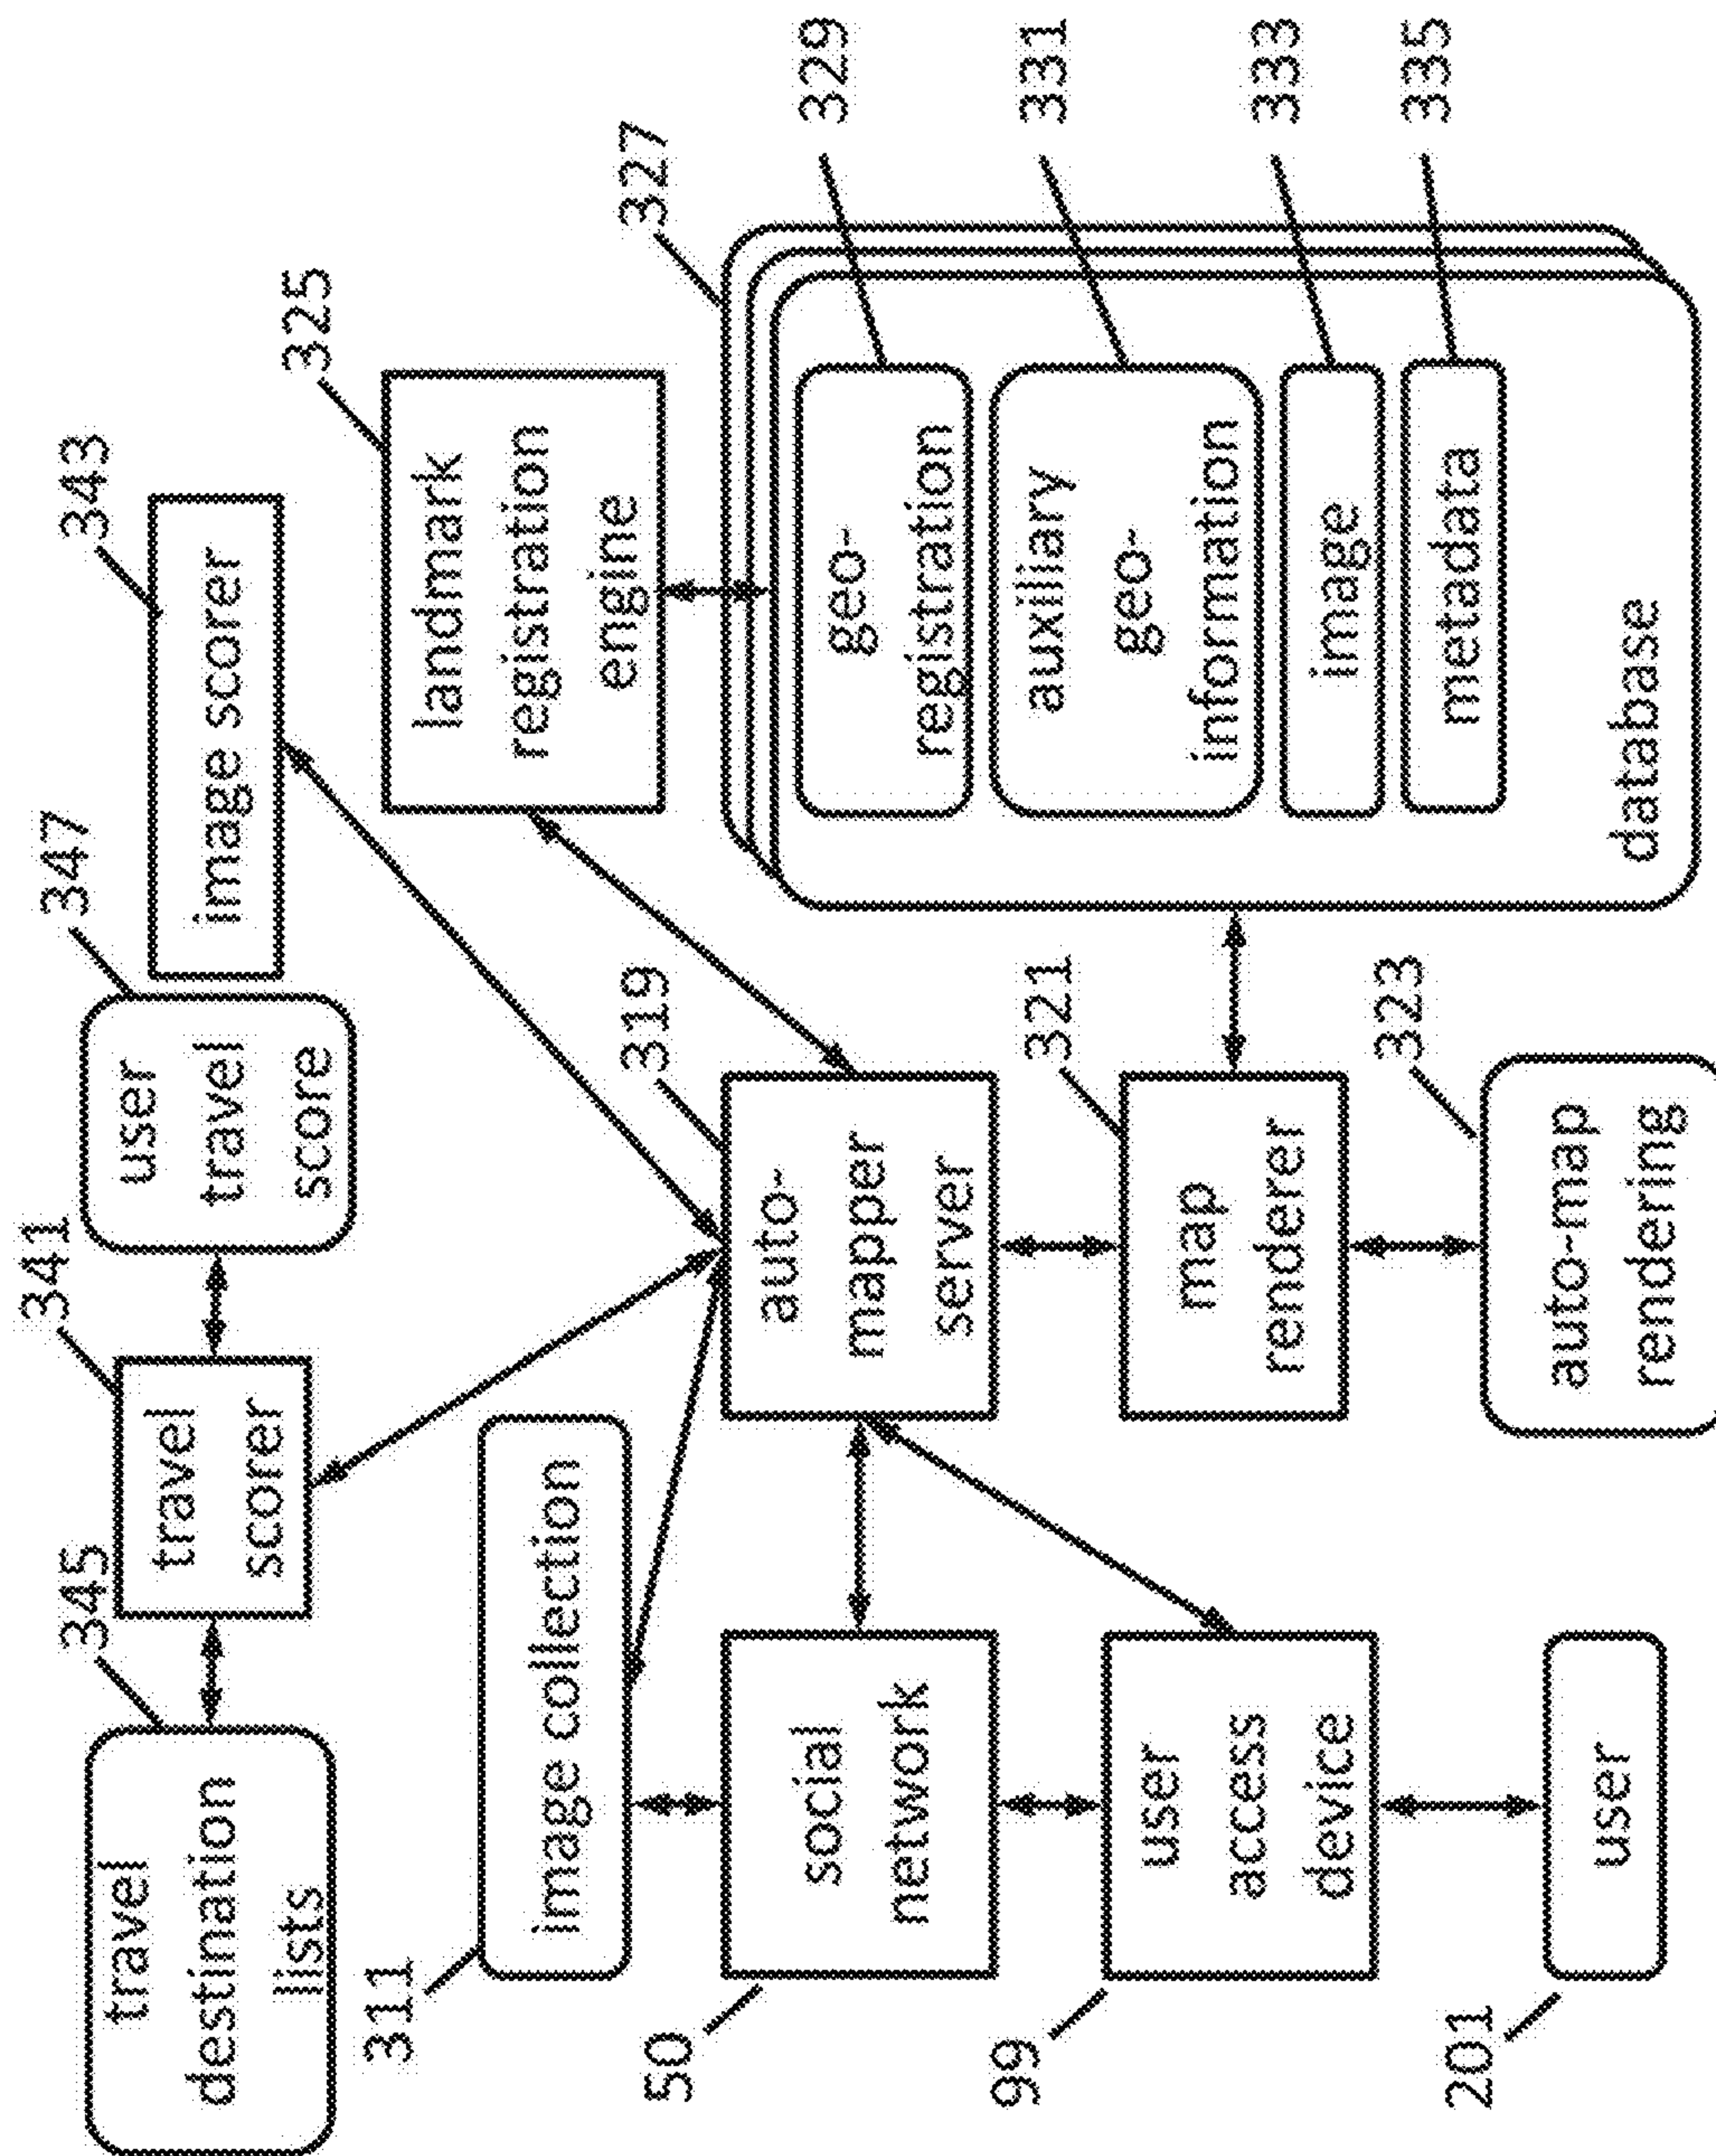 345
travel
destination
lists
341
travel
scorer
347
user
travel
score
343
image scorer
311
image collection
325
landmark
registration
engine
50
social
network
319
auto-
mapper
server
327
99
user
access
device
321
map
renderer
201
user
323
auto-map
rendering
geo-
registration
329
auxiliary
geo-
information
331
image
333
metadata
335
database